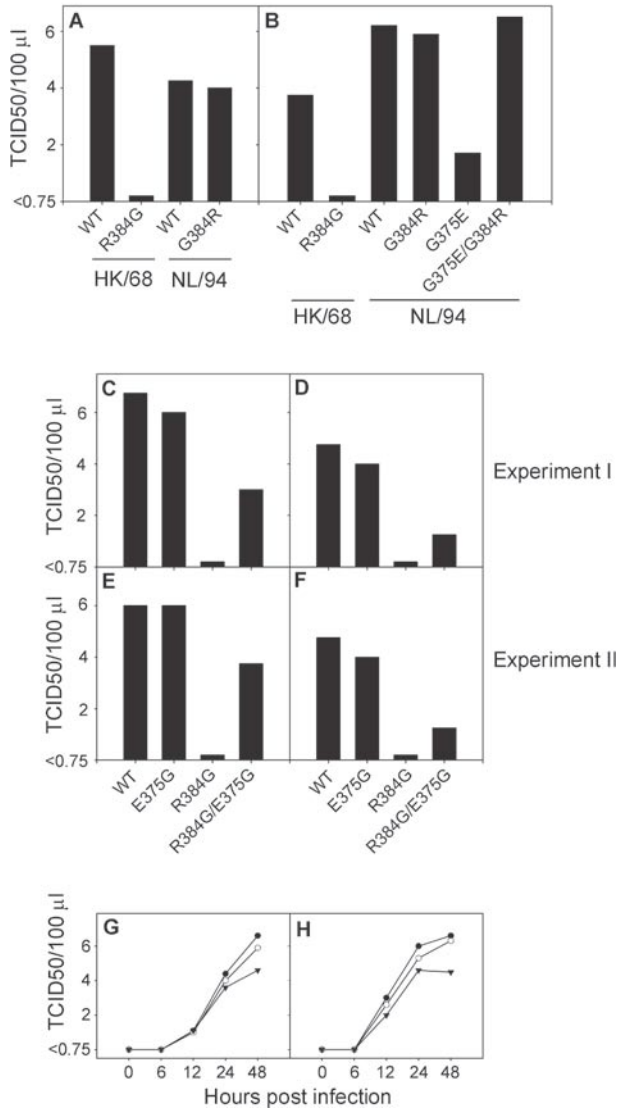 A
B
TCID50/100 µl
6
4
2
<0.75
WT
R384G
WT
G384R
HK/68
NL/94
WT
R384G
WT
G384R
G375E
G375E/G384R
HK/68
NL/94
C
D
TCID50/100 µl
6
4
2
<0.75
Experiment I
E
F
TCID50/100 µl
6
4
2
<0.75
Experiment II
WT
E375G
R384G
R384G/E375G
WT
E375G
R384G
R384G/E375G
G
H
TCID50/100 µl
6
4
2
<0.75
0 6 12 24 48
0 6 12 24 48
Hours post infection